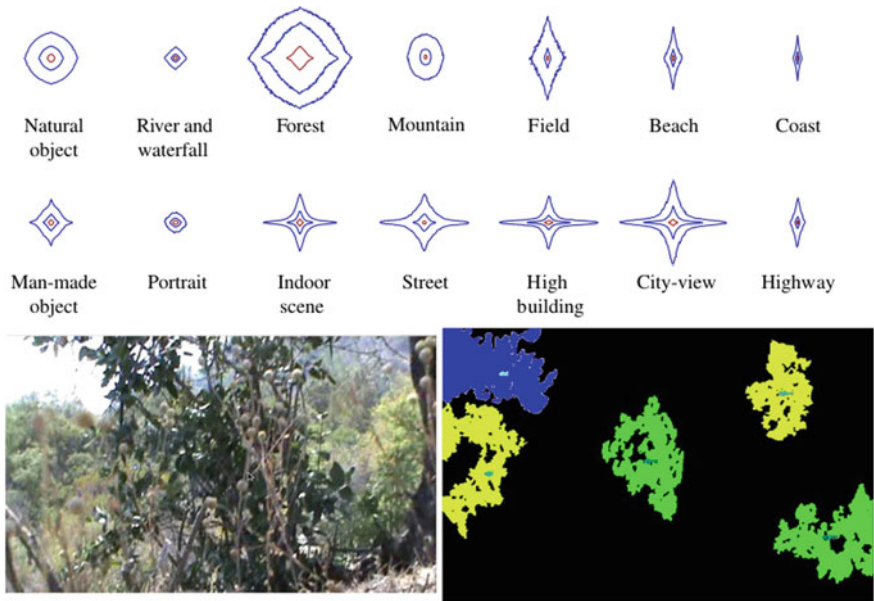 Natural object
River and waterfall
Forest
Mountain
Field
Beach
Coast
Man-made object
Portrait
Indoor scene
Street
High building
City-view
Highway